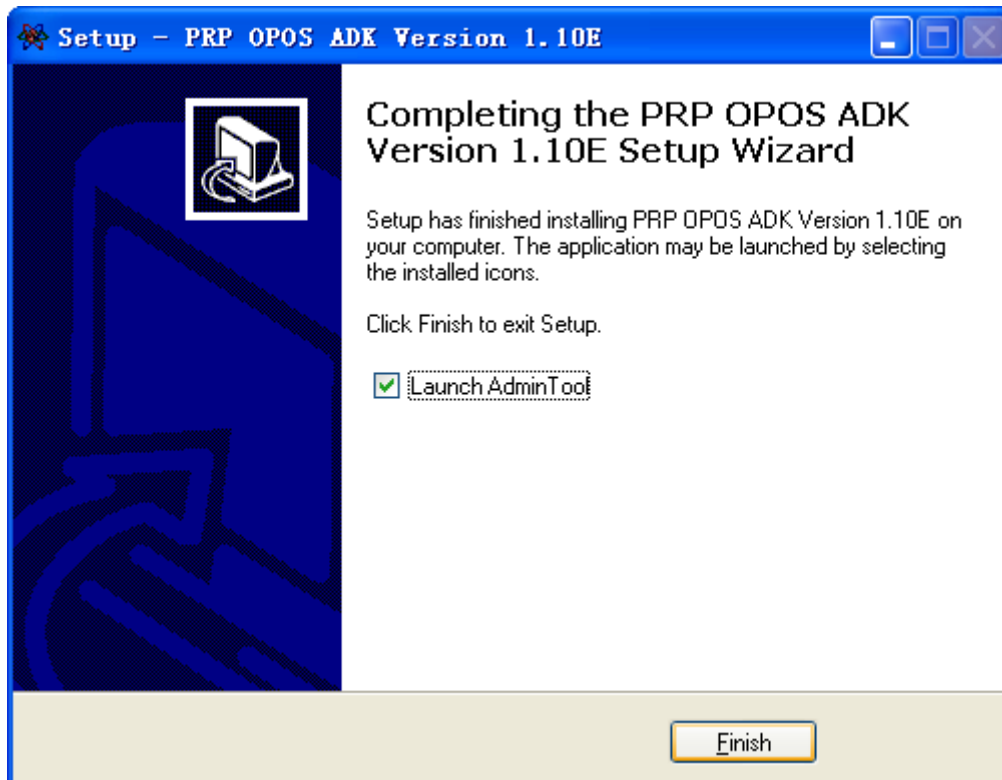 Setup - PRP OPOS ADK Version 1.10E
Completing the PRP OPOS ADK
Version 1.10E Setup Wizard
Setup has finished installing PRP OPOS ADK Version 1.10E on
your computer. The application may be launched by selecting
the installed icons.
Click Finish to exit Setup.
Launch AdminTool
Finish